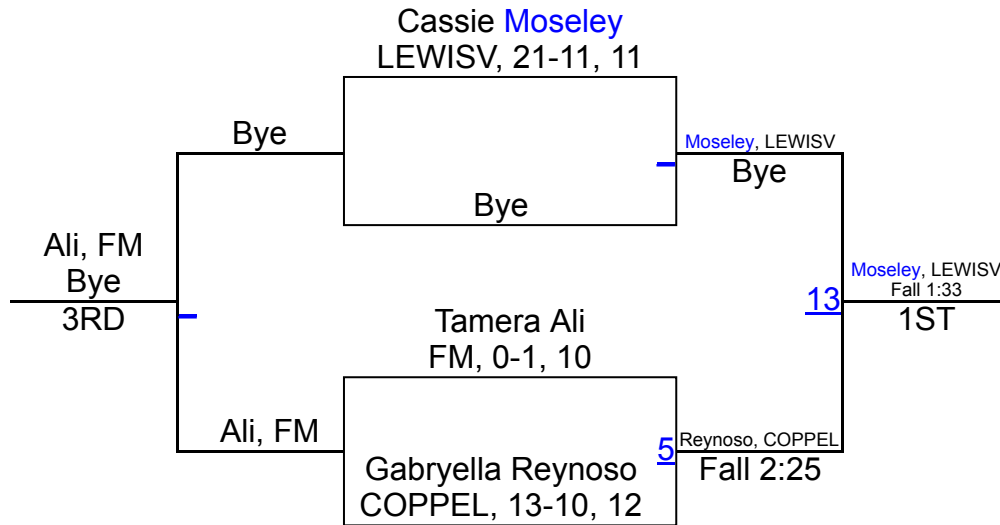 Cassie Moseley
LEWISV, 21-11, 11
Bye
Moseley, LEWISV
Bye
Bye
Ali, FM
Bye
3RD
Moseley, LEWISV
Fall 1:33
13
1ST
Tamera Ali
FM, 0-1, 10
Ali, FM
5
Reynoso, COPPEL
Fall 2:25
Gabryella Reynoso
COPPEL, 13-10, 12